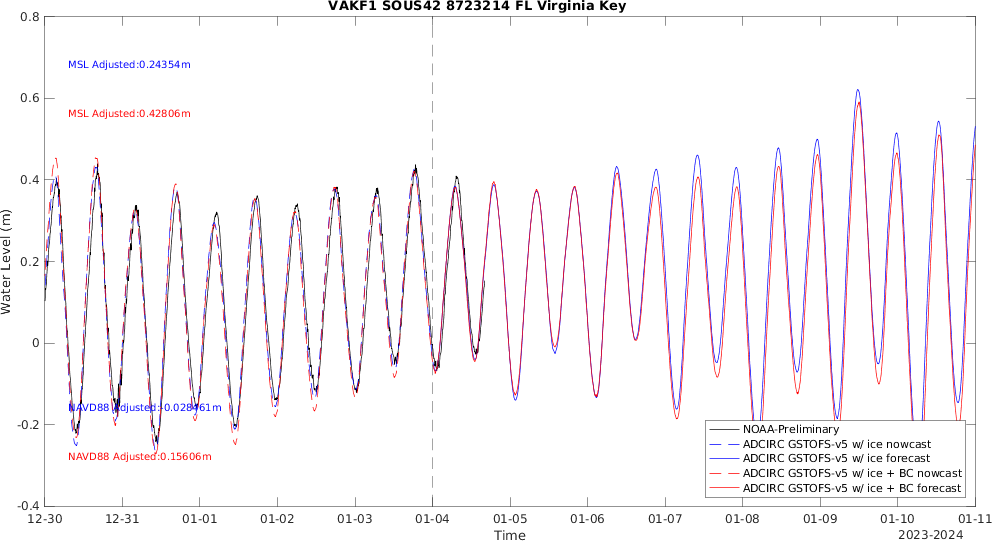 VAKF1 SOUS42 8723214 FL Virginia Key
0.8
0.6
0.4
0.2
0
-0.2
-0.4
Water Level (m)
MSL Adjusted:0.24354m
MSL Adjusted:0.42806m
NAVD88 Adjusted:-0.028461m
NAVD88 Adjusted:0.15606m
NOAA-Preliminary
ADCIRC GSTOFS-v5 w/ ice nowcast
ADCIRC GSTOFS-v5 w/ ice forecast
ADCIRC GSTOFS-v5 w/ ice + BC nowcast
ADCIRC GSTOFS-v5 w/ ice + BC forecast
12-30 12-31 01-01 01-02 01-03 01-04 01-05 01-06 01-07 01-08 01-09 01-10 01-11
Time
2023-2024